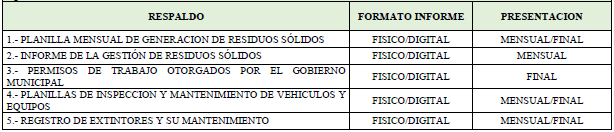 RESPALDO FORMATO INFORME PRESENTACION
1.- PLANILLA MENSUAL DE GENERACION DE RESIDUOS SÓLIDOS FISICO/DIGITAL MENSUAL/FINAL
2.- INFORME DE LA GESTIÓN DE RESIDUOS SÓLIDOS FISICO/DIGITAL MENSUAL
3.- PERMISOS DE TRABAJO OTORGADOS POR EL GOBIERNO
MUNICIPAL FISICO/DIGITAL FINAL
4.- PLANILLAS DE INSPECCION Y MANTENIMIENTO DE VEHICULOS Y
EQUIPOS FISICO/DIGITAL MENSUAL/FINAL
5.- REGISTRO DE EXTINTORES Y SU MANTENIMIENTO FISICO/DIGITAL MENSUAL/FINAL